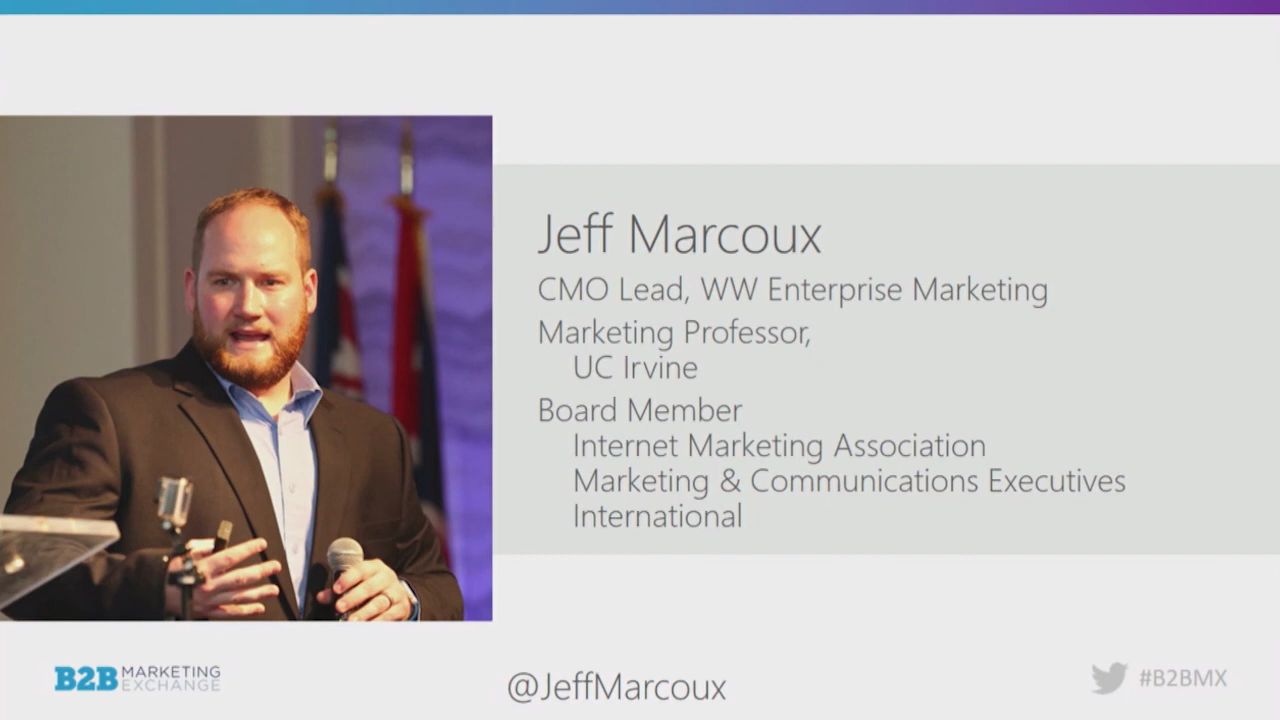 Jeff Marcoux
CMO Lead, WW Enterprise Marketing
Marketing Professor,
UC Irvine
Board Member
Internet Marketing Association
Marketing & Communications Executives
International
B2B MARKETING
EXCHANGE
@JeffMarcoux
#B2BMX